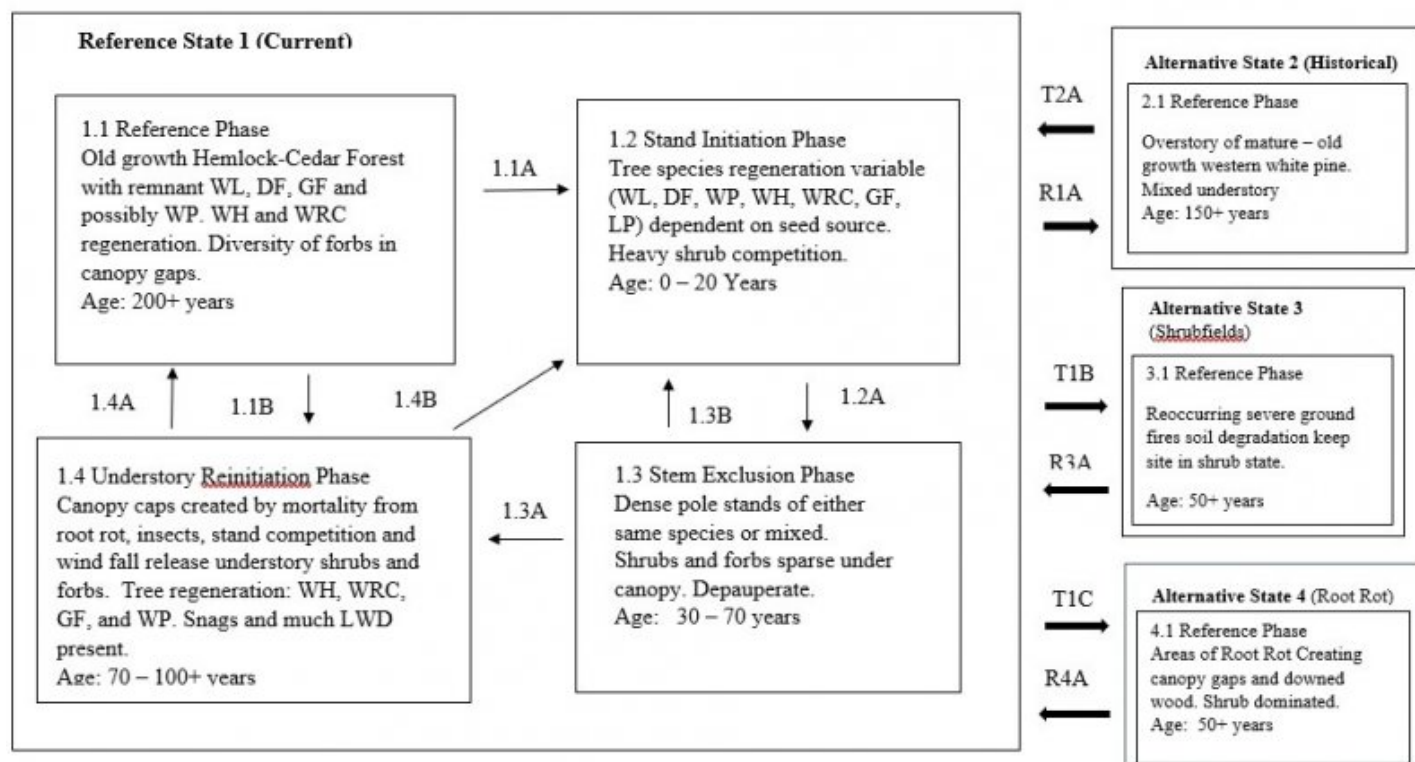 Reference State 1 (Current)
1.1 Reference Phase
Old growth Hemlock-Cedar Forest
with remnant WL, DF, GF and
possibly WP. WH and WRC
regeneration. Diversity of forbs in
canopy gaps.
Age: 200+ years
1.1A
1.2 Stand Initiation Phase
Tree species regeneration variable
(WL, DF, WP, WH, WRC, GF,
LP) dependent on seed source.
Heavy shrub competition.
Age: 0 – 20 Years
1.4A
1.1B
1.4B
1.3B
1.2A
1.4 Understory Reinitiation Phase
Canopy caps created by mortality from
root rot, insects, stand competition and
wind fall release understory shrubs and
forbs. Tree regeneration: WH, WRC,
GF, and WP. Snags and much LWD
present.
Age: 70 – 100+ years
1.3A
1.3 Stem Exclusion Phase
Dense pole stands of either
same species or mixed.
Shrubs and forbs sparse under
canopy. Depauperate.
Age: 30 – 70 years
T2A
R1A
Alternative State 2 (Historical)
2.1 Reference Phase
Overstory of mature – old
growth western white pine.
Mixed understory
Age: 150+ years
T1B
R3A
Alternative State 3
(Shrubfields)
3.1 Reference Phase
Reoccurring severe ground
fires soil degradation keep
site in shrub state.
Age: 50+ years
T1C
R4A
Alternative State 4 (Root Rot)
4.1 Reference Phase
Areas of Root Rot Creating
canopy gaps and downed
wood. Shrub dominated.
Age: 50+ years